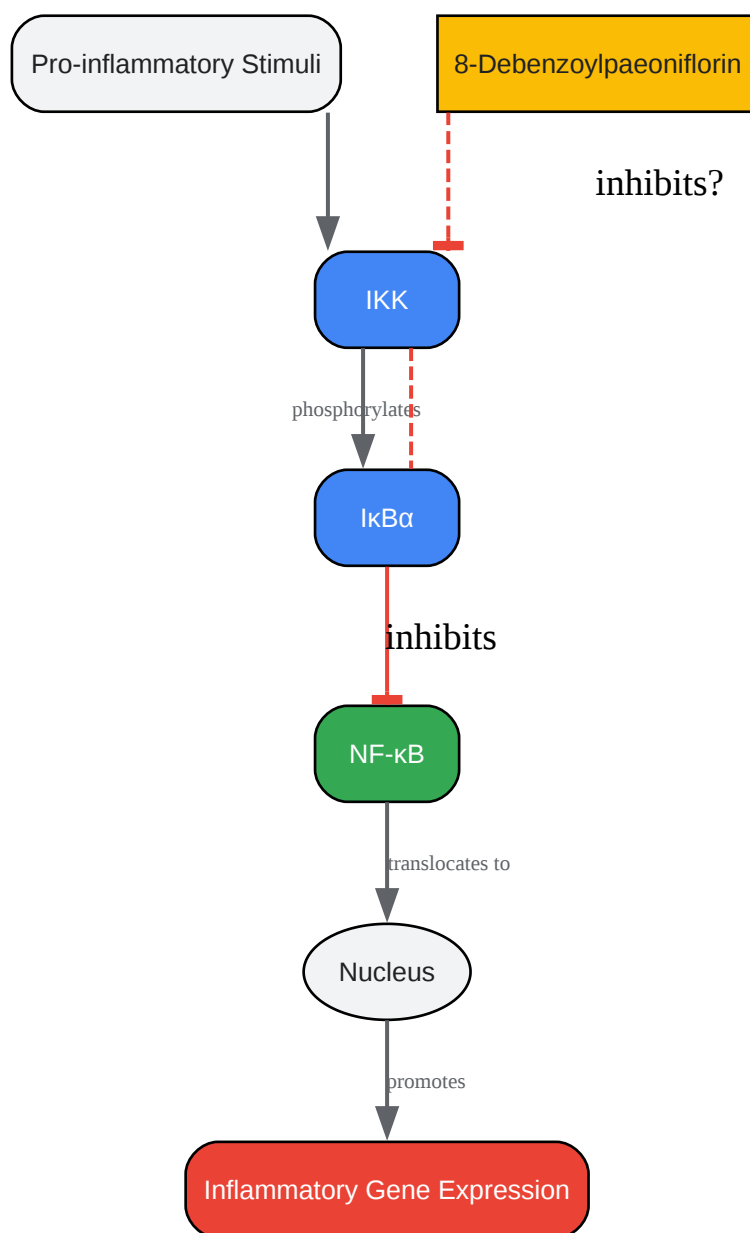 Pro-inflammatory Stimuli
8-Debenzoylpaeoniflorin
inhibits?
IKK
phosphorylates
IκBα
inhibits
NF-κB
translocates to
Nucleus
promotes
Inflammatory Gene Expression